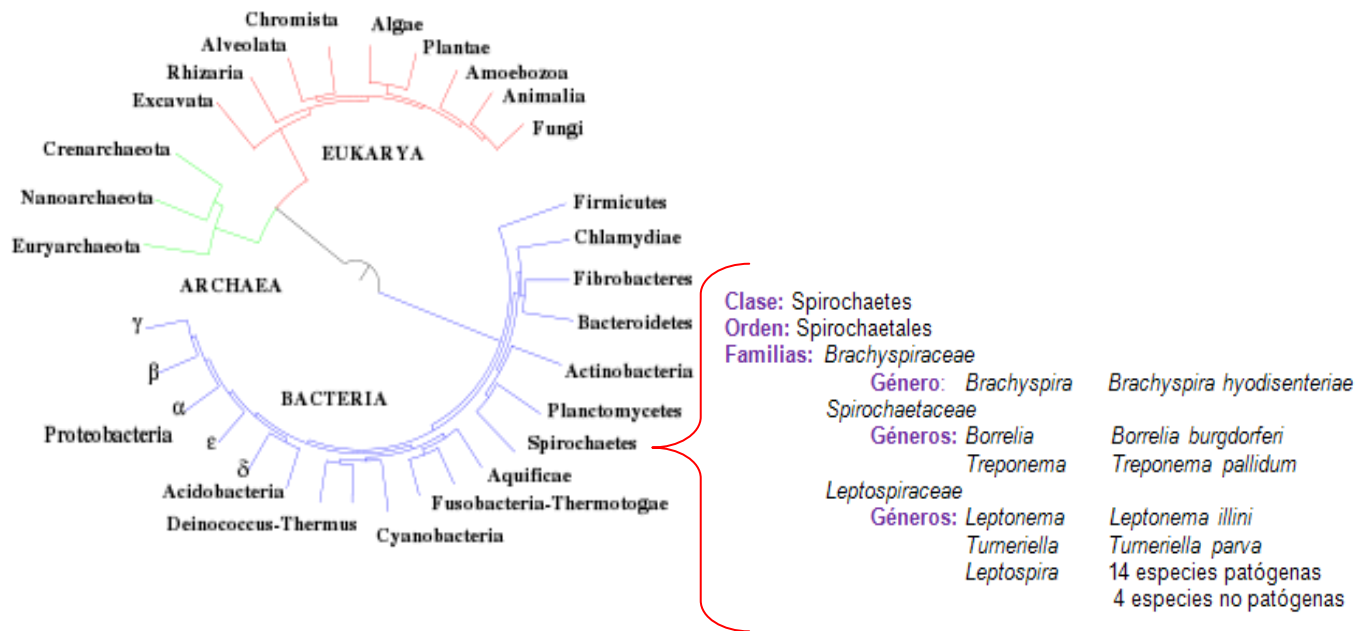 Chromista
Algae
Alveolata
Plantae
Rhizaria
Amoebozoa
Excavata
Animalia
Fungi
EUKARYA
Crenarchaeota
Nanoarchaeota
Euryarchaeota
ARCHAEA
Firmicutes
Chlamydiae
Fibrobacteres
Bacteroidetes
Actinobacteria
Planctomycetes
Spirochaetes
Aquificae
Fusobacteria-Thermotogae
Cyanobacteria
Deinococcus-Thermus
Acidobacteria
δ
ε
Proteobacteria
α
β
γ
BACTERIA
Clase: Spirochaetes
Orden: Spirochaetales
Familias: Brachyspiraceae
Género: Brachyspira Brachyspira hyodisenteriae
Spirochaetaceae
Géneros: Borrelia Borrelia burgdorferi
Treponema Treponema pallidum
Leptospiraceae
Géneros: Leptonema Leptonema illini
Turneriella Turneriella parva
Leptospira 14 especies patógenas
4 especies no patógenas